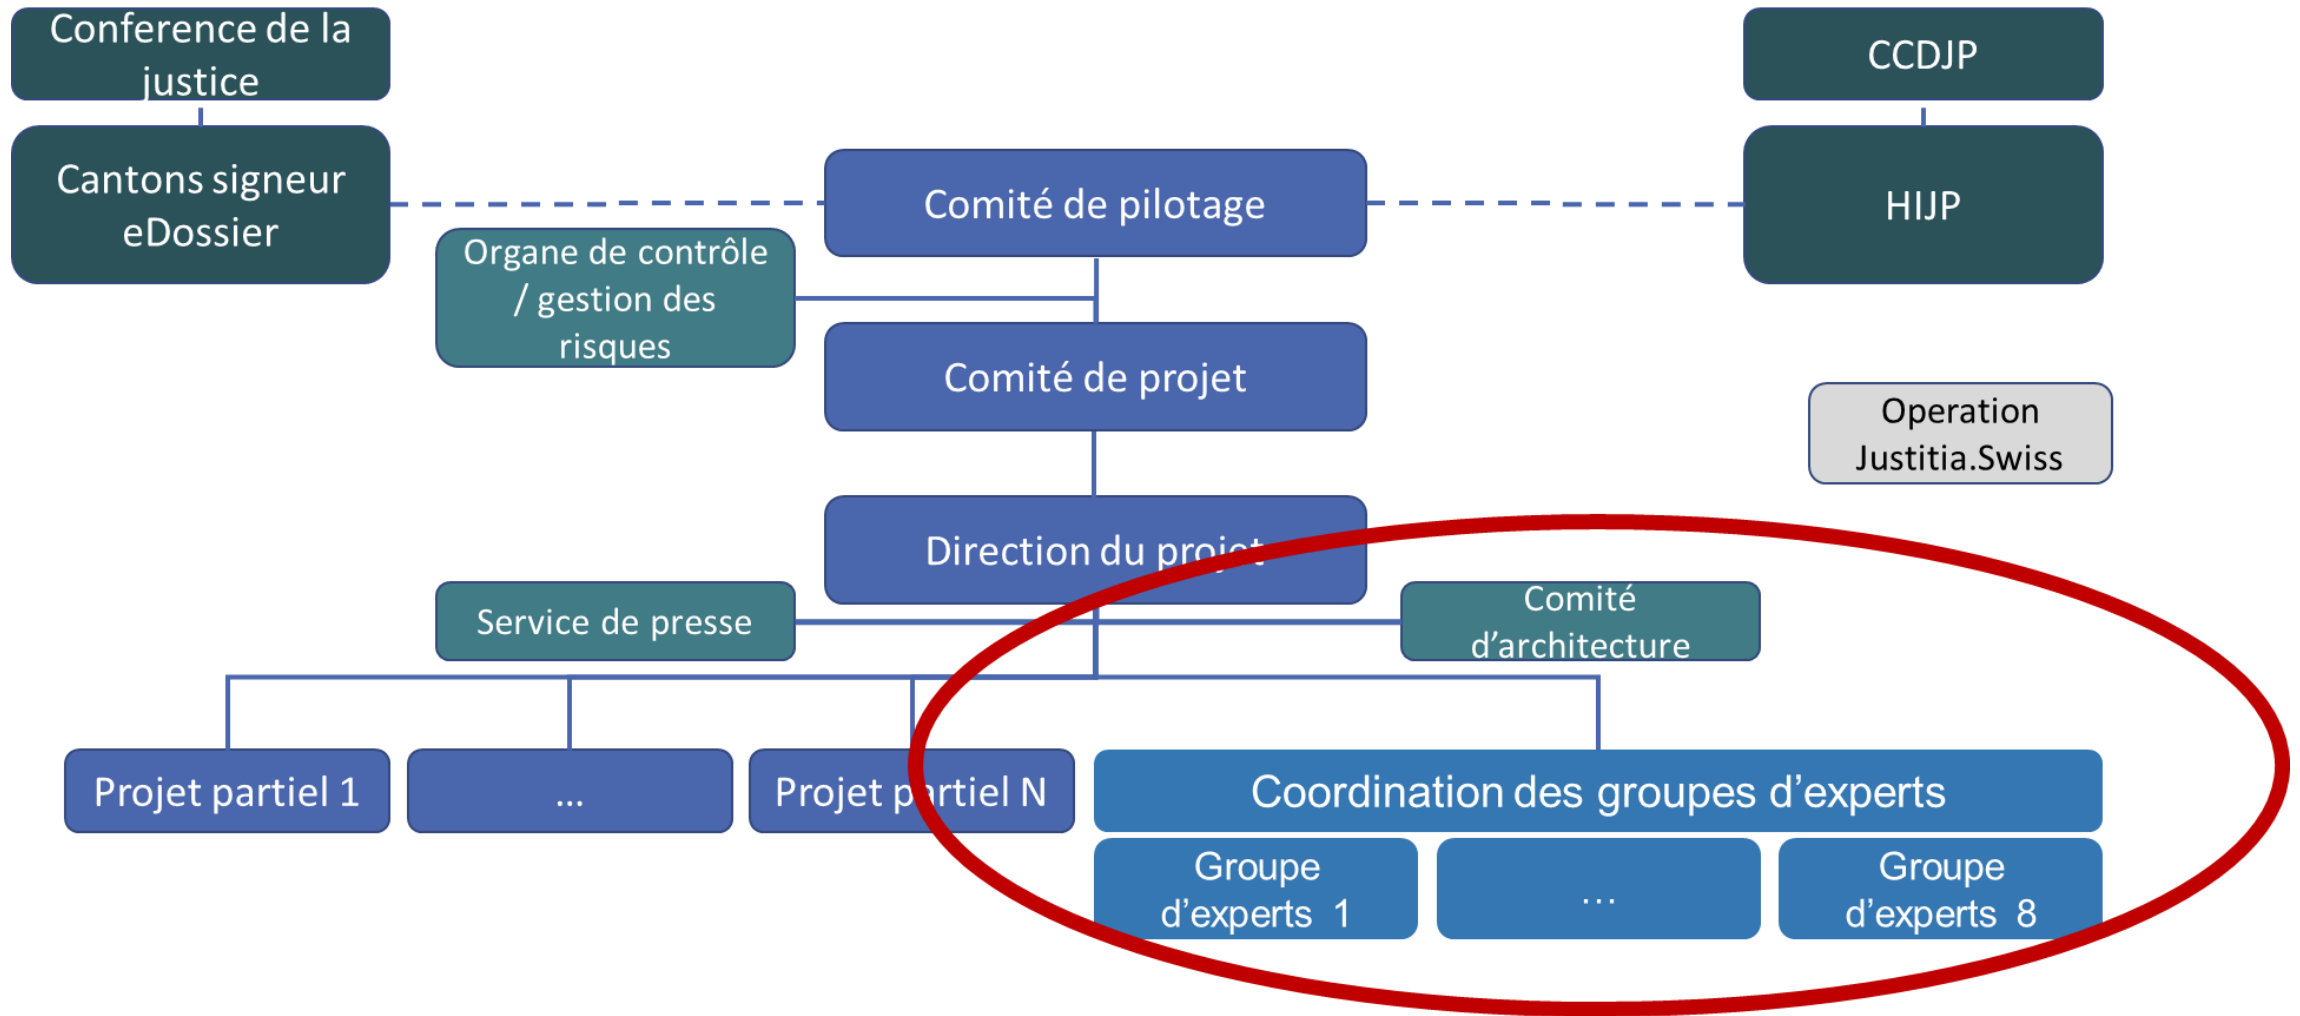 Conference de la
justice
CCDJP
Cantons signeur
eDossier
Comité de pilotage
HIJP
Organe de contrôle
/ gestion des
risques
Comité de projet
Operation
Justitia.Swiss
Direction du projet
Service de presse
Comité
d’architecture
Projet partiel 1
...
Projet partiel N
Coordination des groupes d’experts
Groupe
d’experts 1
...
Groupe
d’experts 8